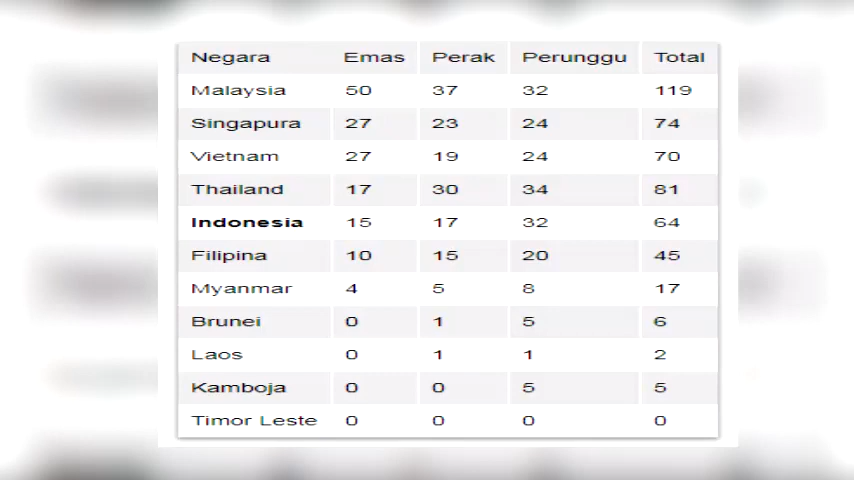 Negara Emas Perak Perunggu Total
Malaysia 50 37 32 119
Singapura 27 23 24 74
Vietnam 27 19 24 70
Thailand 17 30 34 81
Indonesia 15 17 32 64
Filipina 10 15 20 45
Myanmar 4 5 8 17
Brunei 0 1 5 6
Laos 0 1 1 2
Kamboja 0 0 5 5
Timor Leste 0 0 0 0